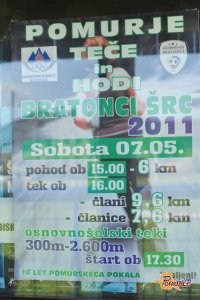 POMURJE
TEČE
in
HODI
BRATONCI ŠRC
2011
Sobota 07.05.
pohod ob 15.00 - 6 km
tek ob 16.00
- člani 9,6 km
- članice 7,6 km
osnovnošolski teki
300m-2.600m
štart ob 17.30
10 LET POMURSKEGA POKALA